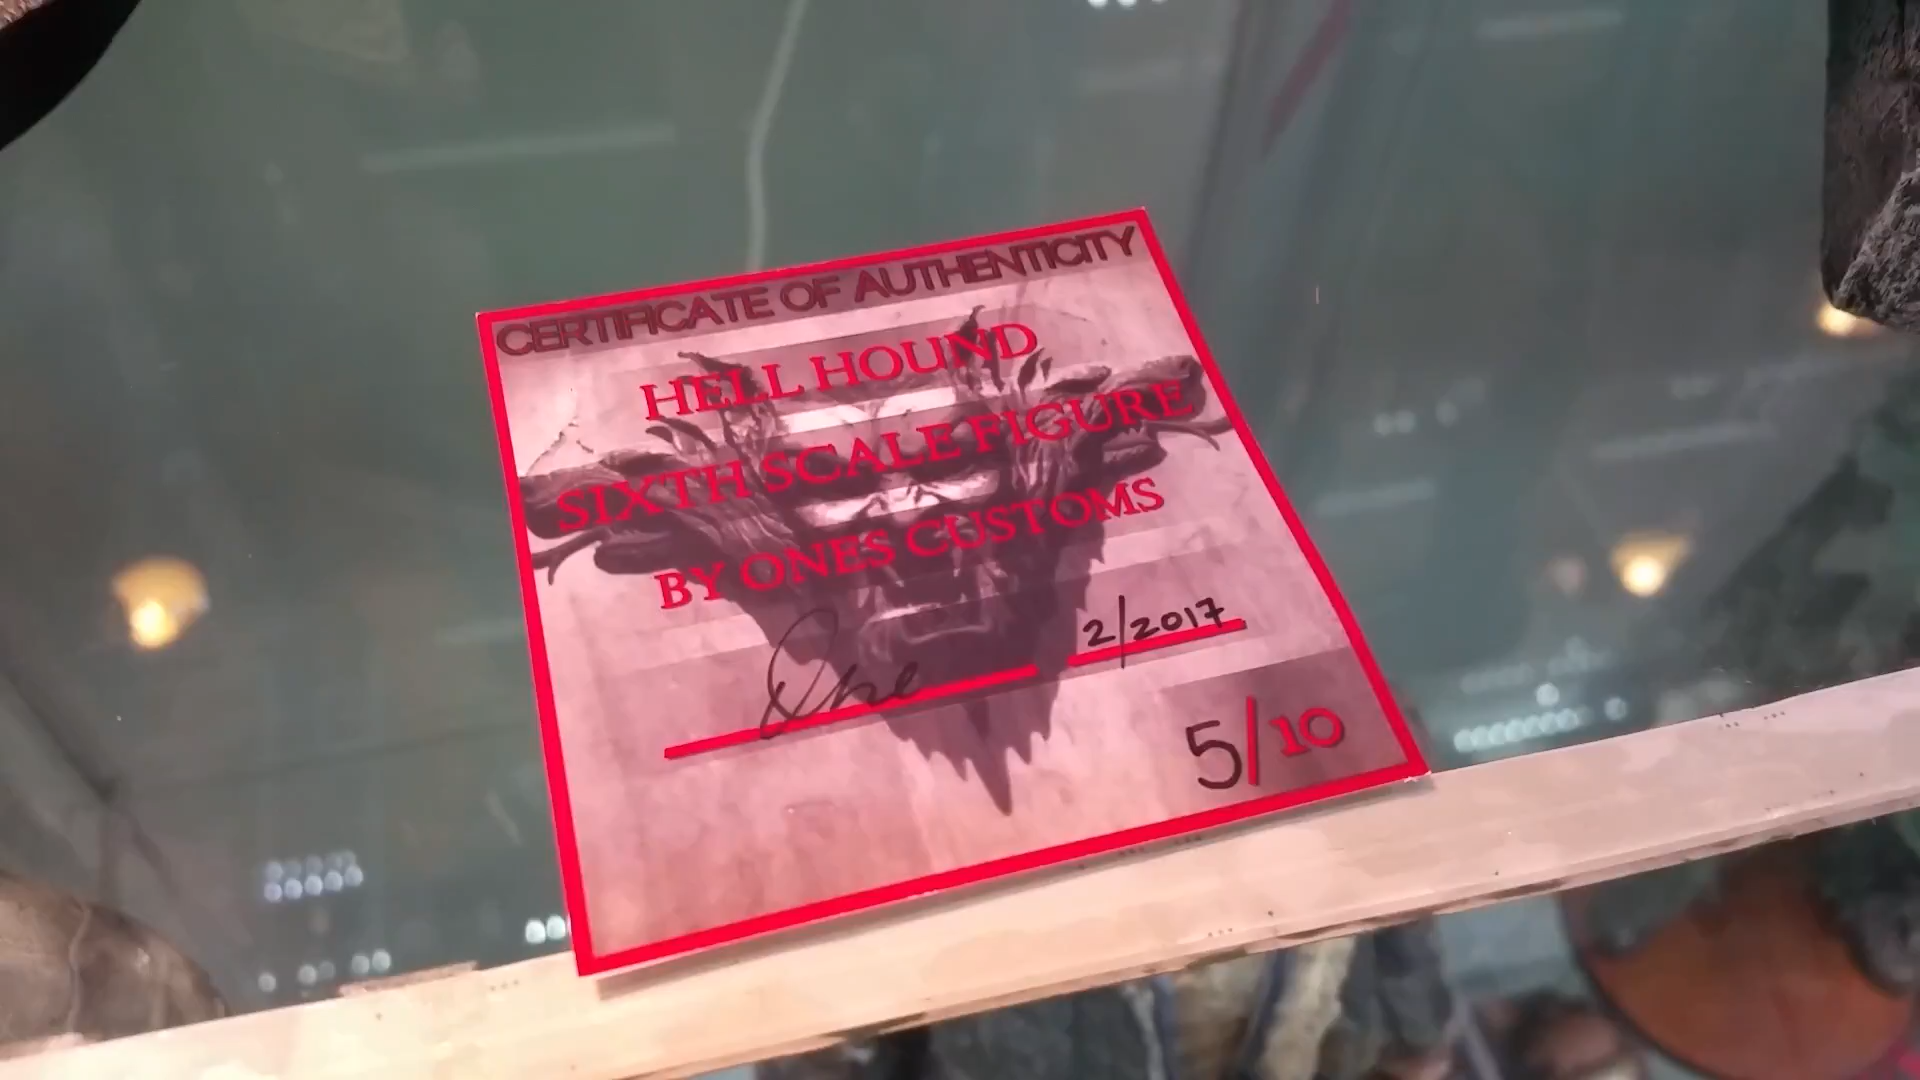 CERTIFICATE OF AUTHENTICITY
HELL HOUND
SIXTH SCALE FIGURE
BY ONES CUSTOMS
One 2/2017
5/10